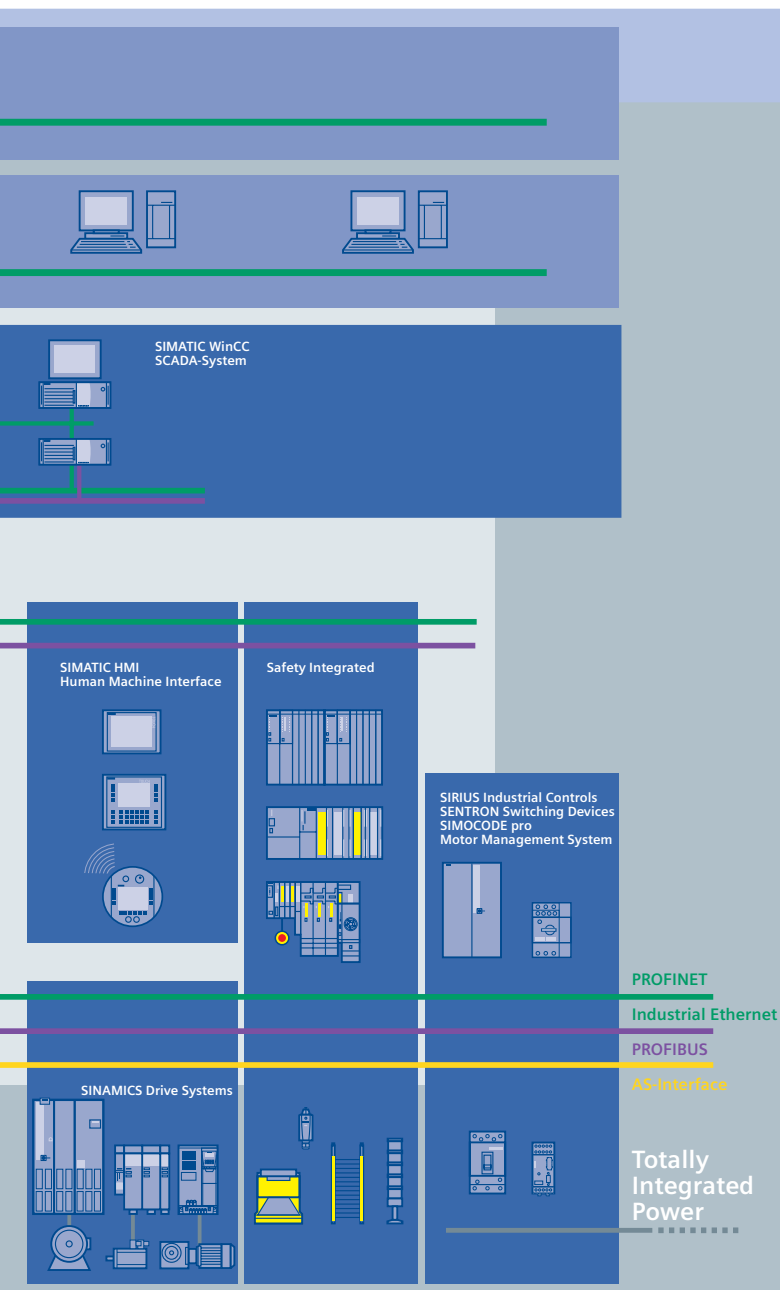 SIMATIC WinCC
SCADA-System
SIMATIC HMI
Human Machine Interface
Safety Integrated
SIRIUS Industrial Controls
SENTRON Switching Devices
SIMOCODE pro
Motor Management System
PROFINET
Industrial Ethernet
PROFIBUS
AS-Interface
SINAMICS Drive Systems
Totally
Integrated
Power